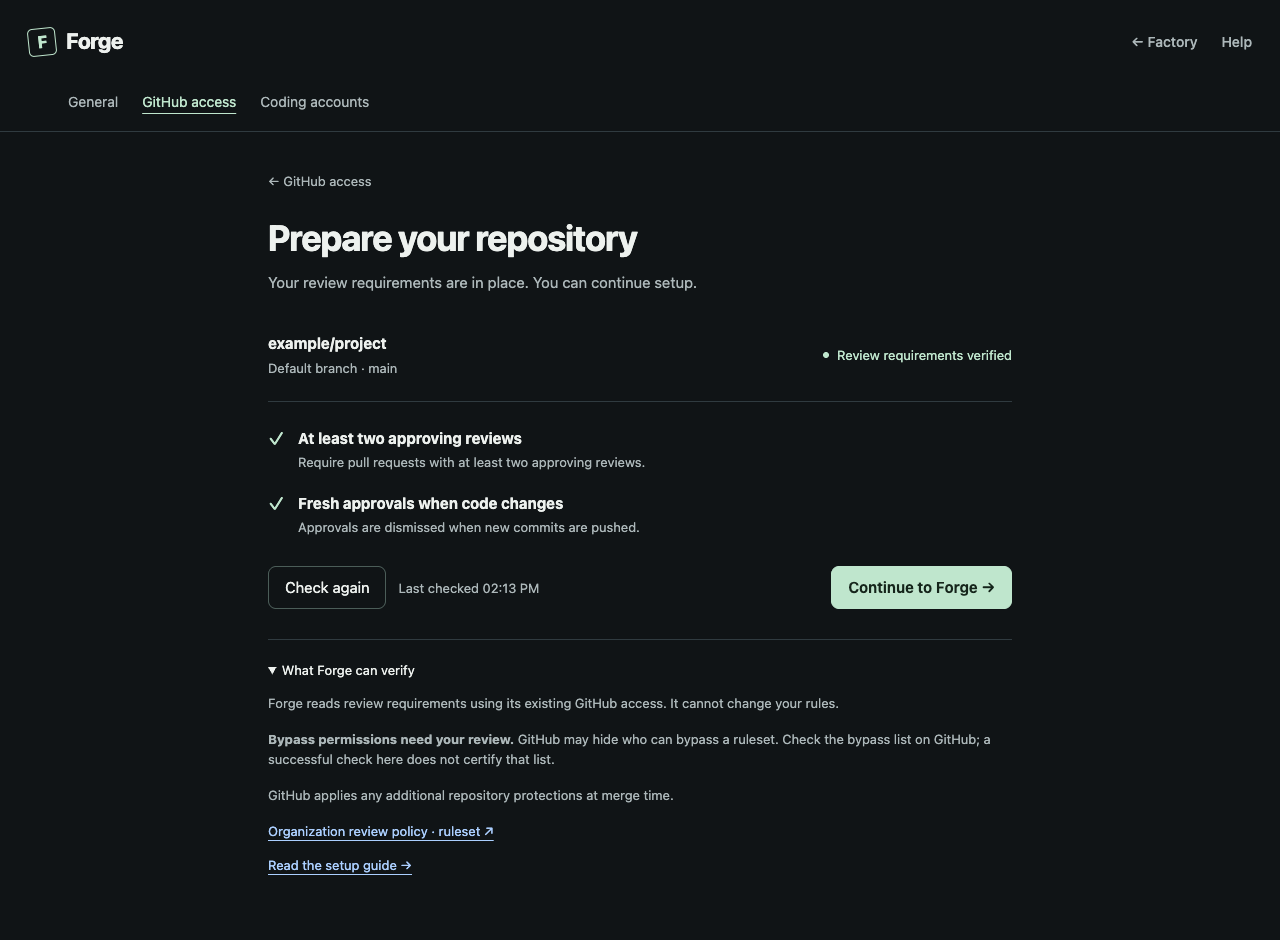 F Forge
← Factory
Help
General
GitHub access
Coding accounts
← GitHub access
Prepare your repository
Your review requirements are in place. You can continue setup.
example/project
Default branch · main
Review requirements verified
At least two approving reviews
Require pull requests with at least two approving reviews.
Fresh approvals when code changes
Approvals are dismissed when new commits are pushed.
Check again
Last checked 02:13 PM
Continue to Forge →
▼ What Forge can verify
Forge reads review requirements using its existing GitHub access. It cannot change your rules.
Bypass permissions need your review. GitHub may hide who can bypass a ruleset. Check the bypass list on GitHub; a
successful check here does not certify that list.
GitHub applies any additional repository protections at merge time.
Organization review policy · ruleset ↗
Read the setup guide →